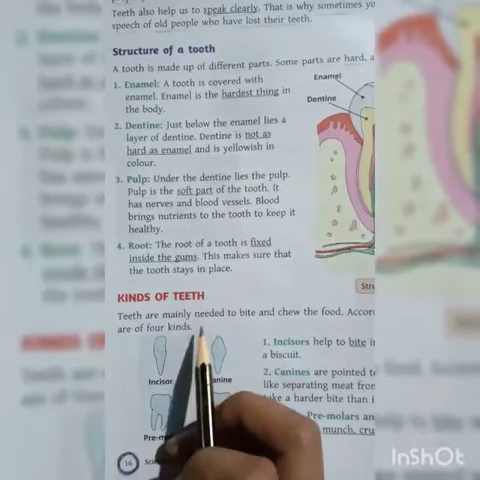 Teeth also help us to speak clearly. That is why sometimes yo
speech of old people who have lost their teeth.
Structure of a tooth
A tooth is made up of different parts. Some parts are hard, a
1. Enamel: A tooth is covered with
enamel. Enamel is the hardest thing in
the body.
2. Dentine: Just below the enamel lies a
layer of dentine. Dentine is not as
hard as enamel and is yellowish in
colour.
3. Pulp: Under the dentine lies the pulp.
Pulp is the soft part of the tooth. It
has nerves and blood vessels. Blood
brings nutrients to the tooth to keep it
healthy.
4. Root: The root of a tooth is fixed
inside the gums. This makes sure that
the tooth stays in place.
Enamel
Dentine
Stru
KINDS OF TEETH
Teeth are mainly needed to bite and chew the food. Accor
are of four kinds.
Incisor
anine
Pre-m
1. Incisors help to bite i
a biscuit.
2. Canines are pointed t
like separating meat fro
ke a harder bite than i
Pre-molars an
munch, cru
16
Sci
InShOt